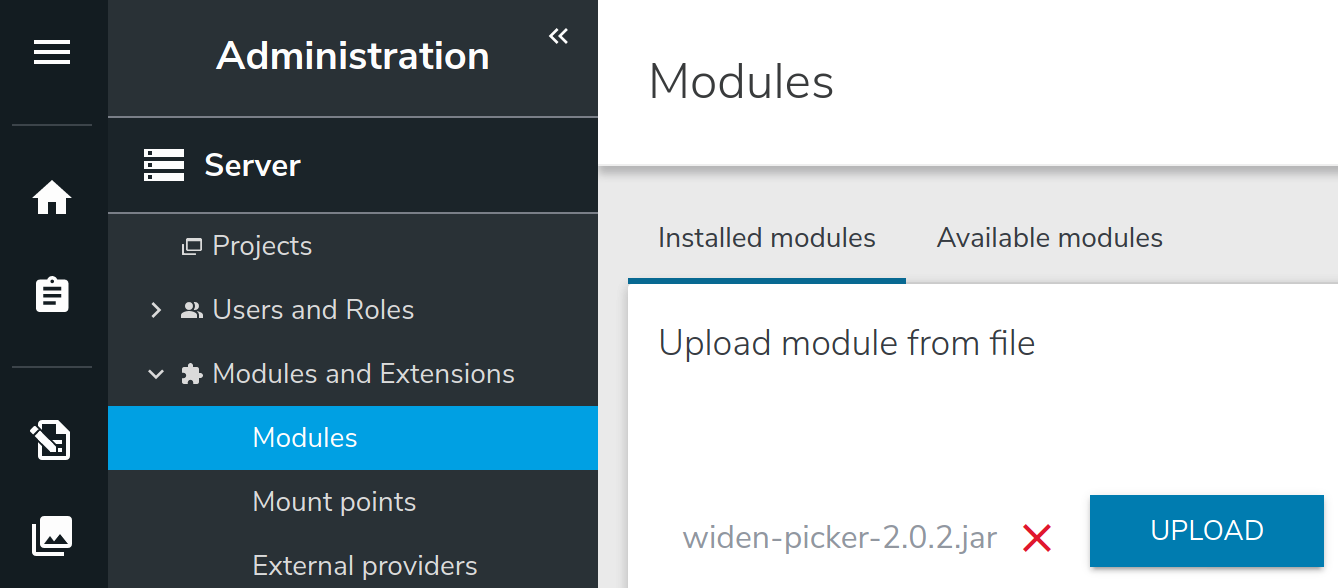 Administration
Server
Projects
Users and Roles
Modules and Extensions
Modules
Mount points
External providers
Modules
Installed modules
Available modules
Upload module from file
widen-picker-2.0.2.jar
UPLOAD